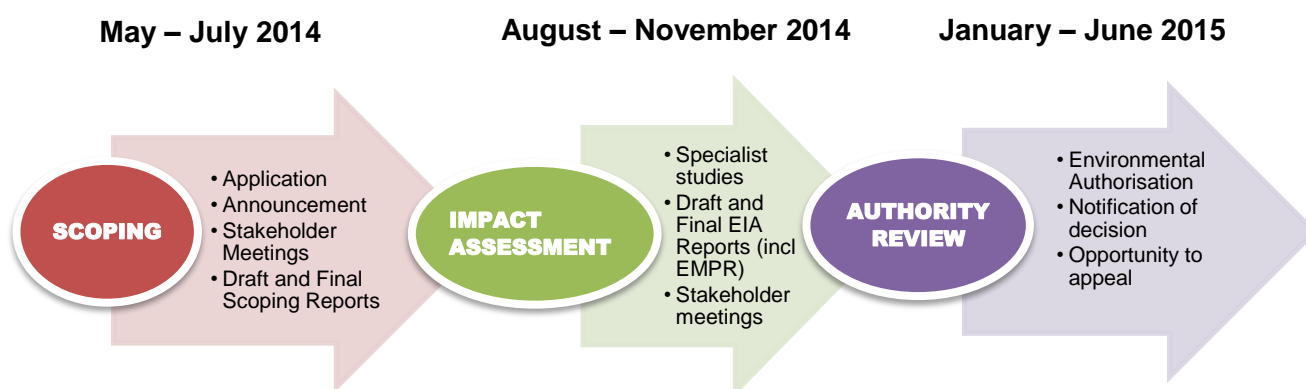 May – July 2014
August – November 2014
January – June 2015
SCOPING
• Application
• Announcement
• Stakeholder
Meetings
• Draft and Final
Scoping Reports
IMPACT
ASSESSMENT
• Specialist
studies
• Draft and
Final EIA
Reports (incl
EMPR)
• Stakeholder
meetings
AUTHORITY
REVIEW
• Environmental
Authorisation
• Notification of
decision
• Opportunity to
appeal